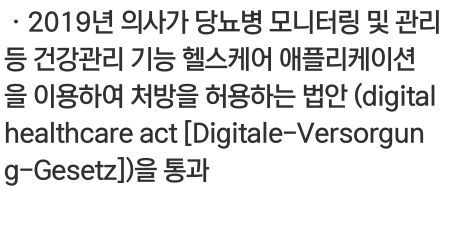 · 2019년 의사가 당뇨병 모니터링 및 관리
등 건강관리 기능 헬스케어 애플리케이션
을 이용하여 처방을 허용하는 법안 (digital
healthcare act [Digitale-Versorgun
g-Gesetz])을 통과